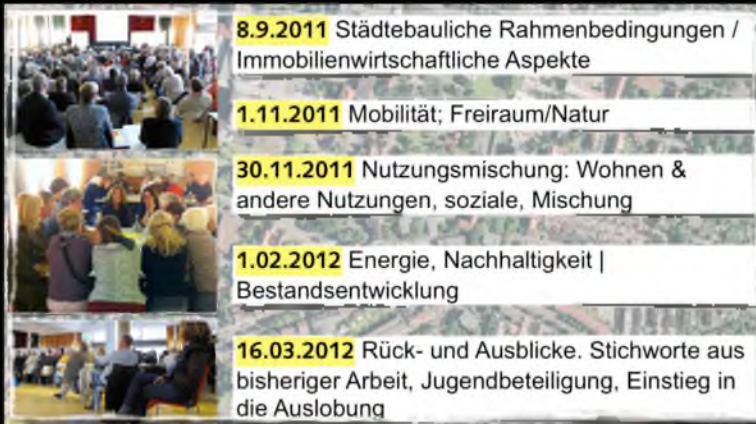 8.9.2011 Städtebauliche Rahmenbedingungen /
Immobilienwirtschaftliche Aspekte
1.11.2011 Mobilität; Freiraum/Natur
30.11.2011 Nutzungsmischung: Wohnen &
andere Nutzungen, soziale, Mischung
1.02.2012 Energie, Nachhaltigkeit |
Bestandsentwicklung
16.03.2012 Rück- und Ausblicke. Stichworte aus
bisheriger Arbeit, Jugendbeteiligung, Einstieg in
die Auslobung